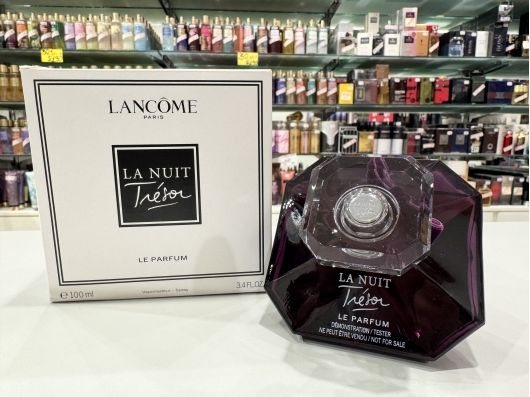 LANCÔME
PARIS
LA NUIT
Trésor
LE PARFUM
℮ 100 ml
3.4 FL.OZ
LA NUIT
Trésor
LE PARFUM
DÉMONSTRATION / TESTER
NE PEUT ÊTRE VENDU / NOT FOR SALE